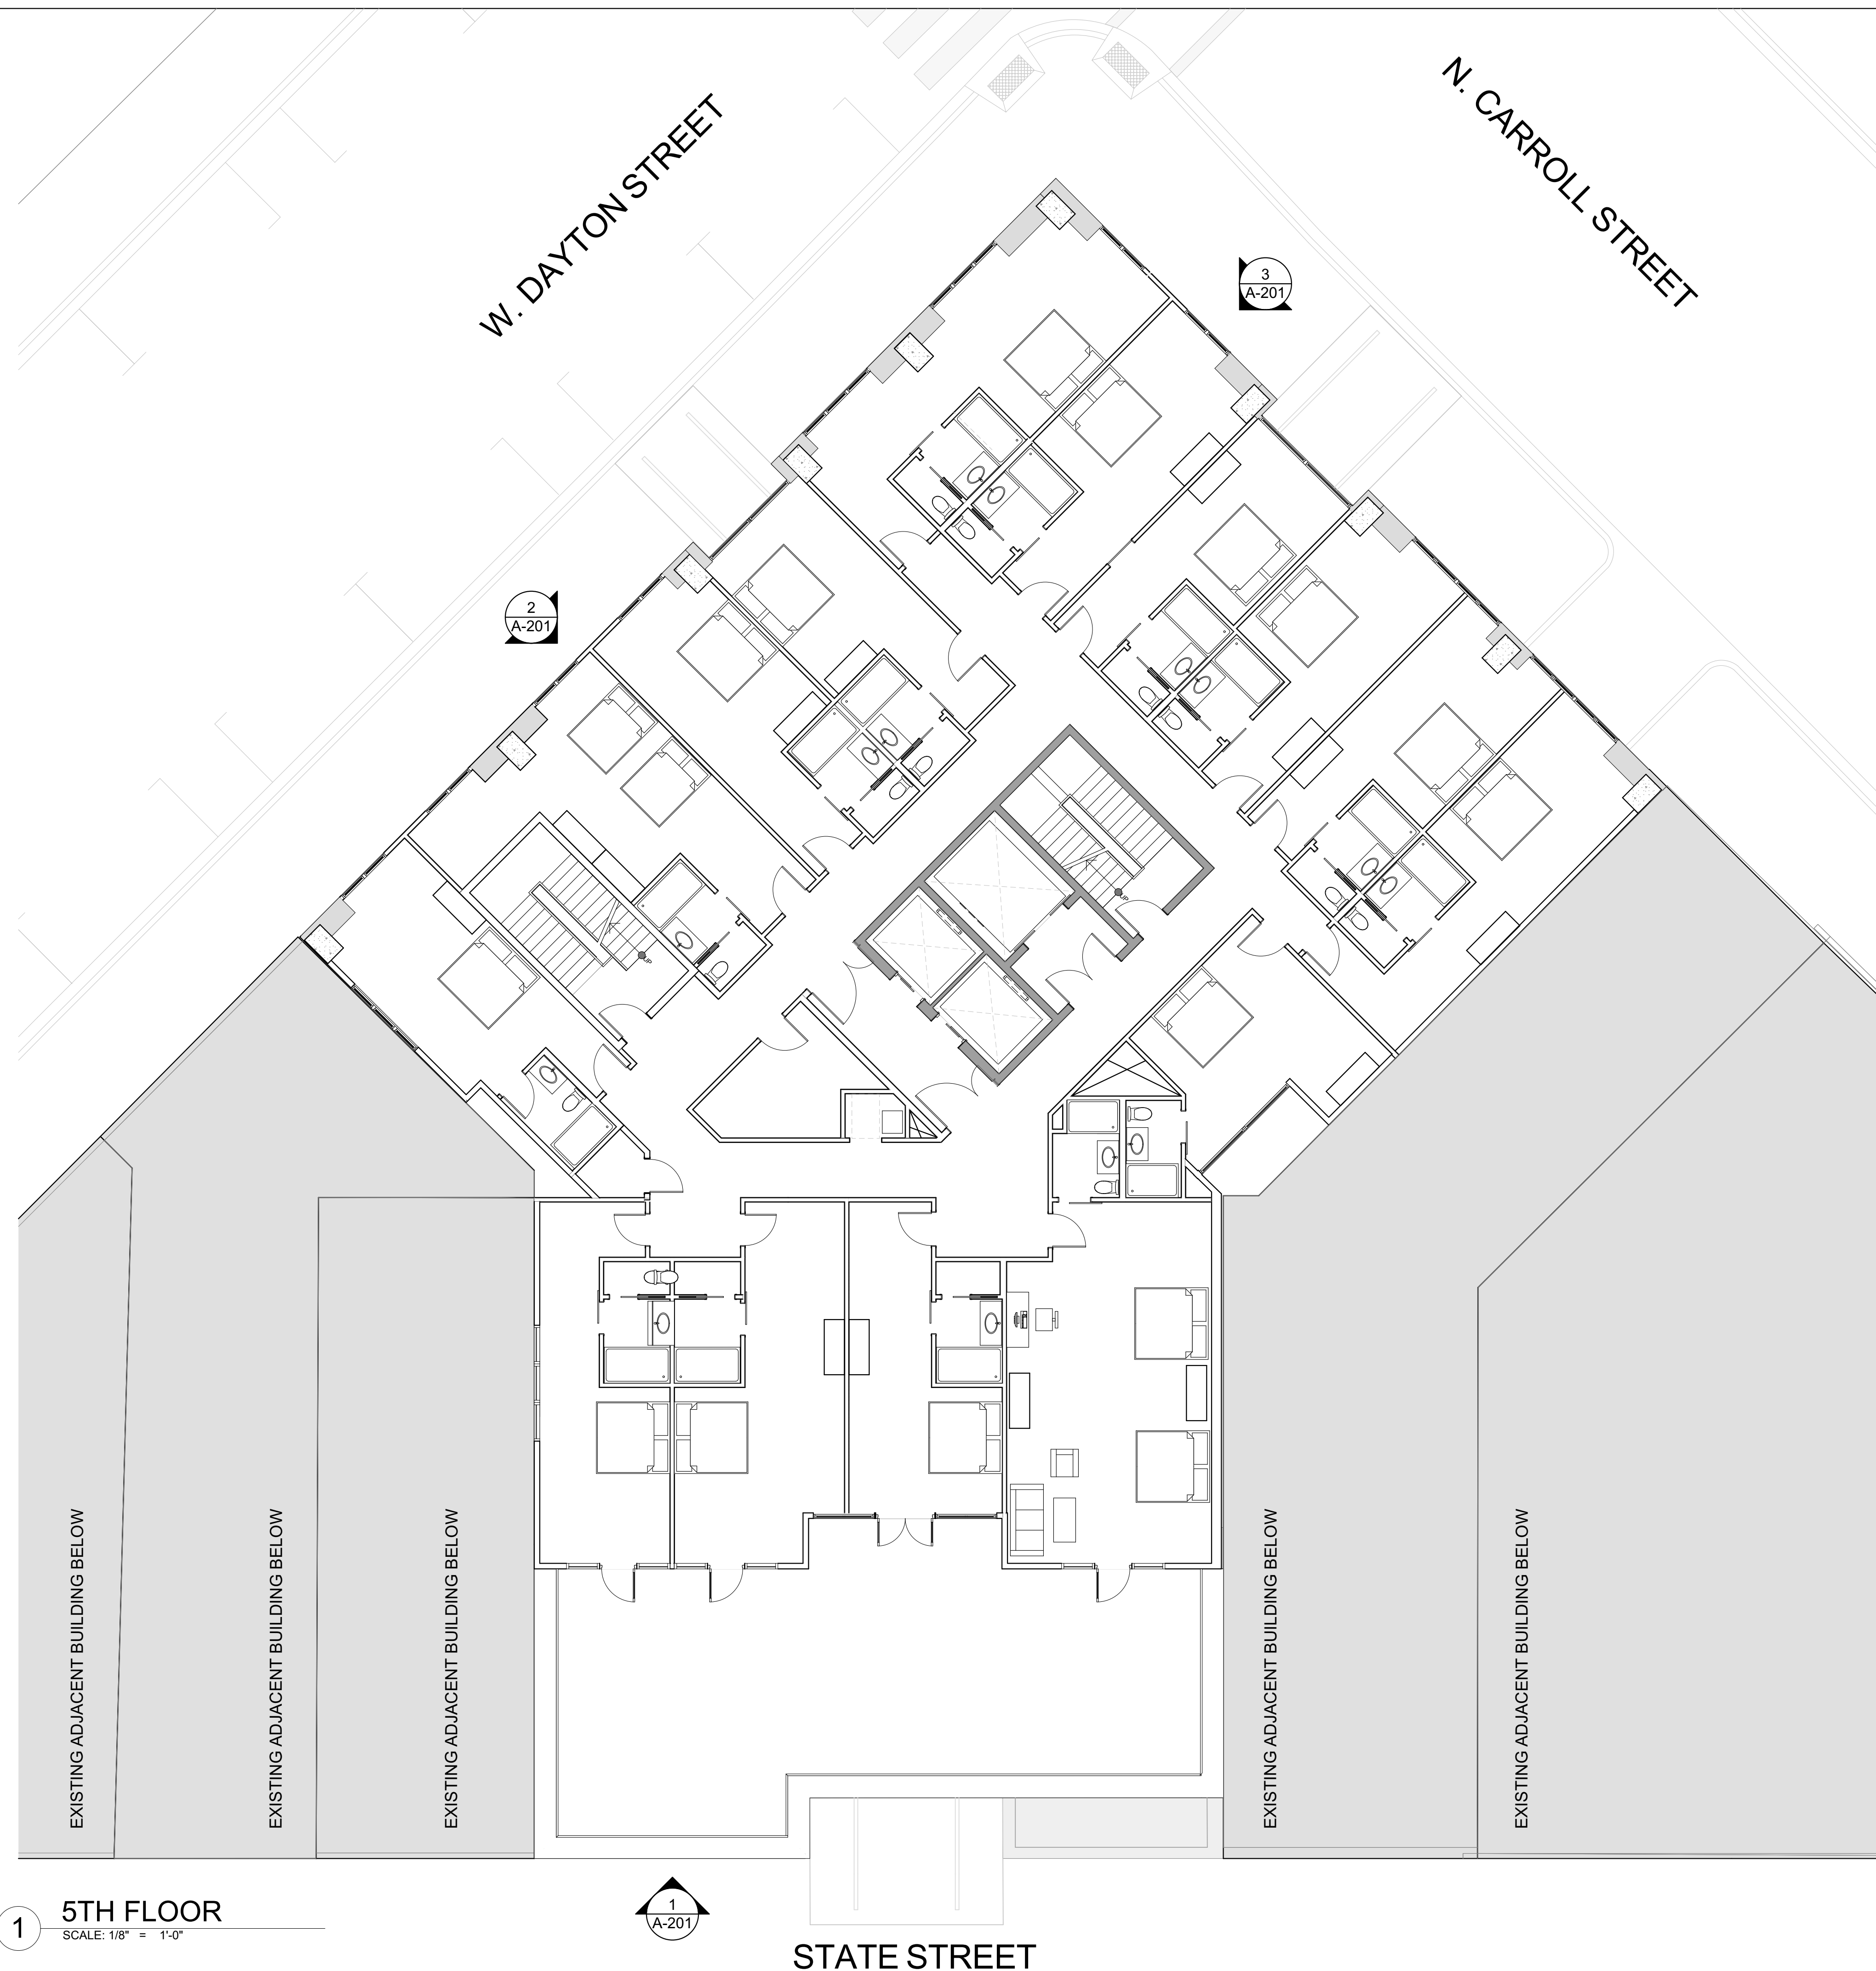 W. DAYTON STREET
N. CARROLL STREET
3
A-201
2
A-201
UP
UP
EXISTING ADJACENT BUILDING BELOW
EXISTING ADJACENT BUILDING BELOW
EXISTING ADJACENT BUILDING BELOW
EXISTING ADJACENT BUILDING BELOW
EXISTING ADJACENT BUILDING BELOW
1
5TH FLOOR
SCALE: 1/8" = 1'-0"
1
A-201
STATE STREET